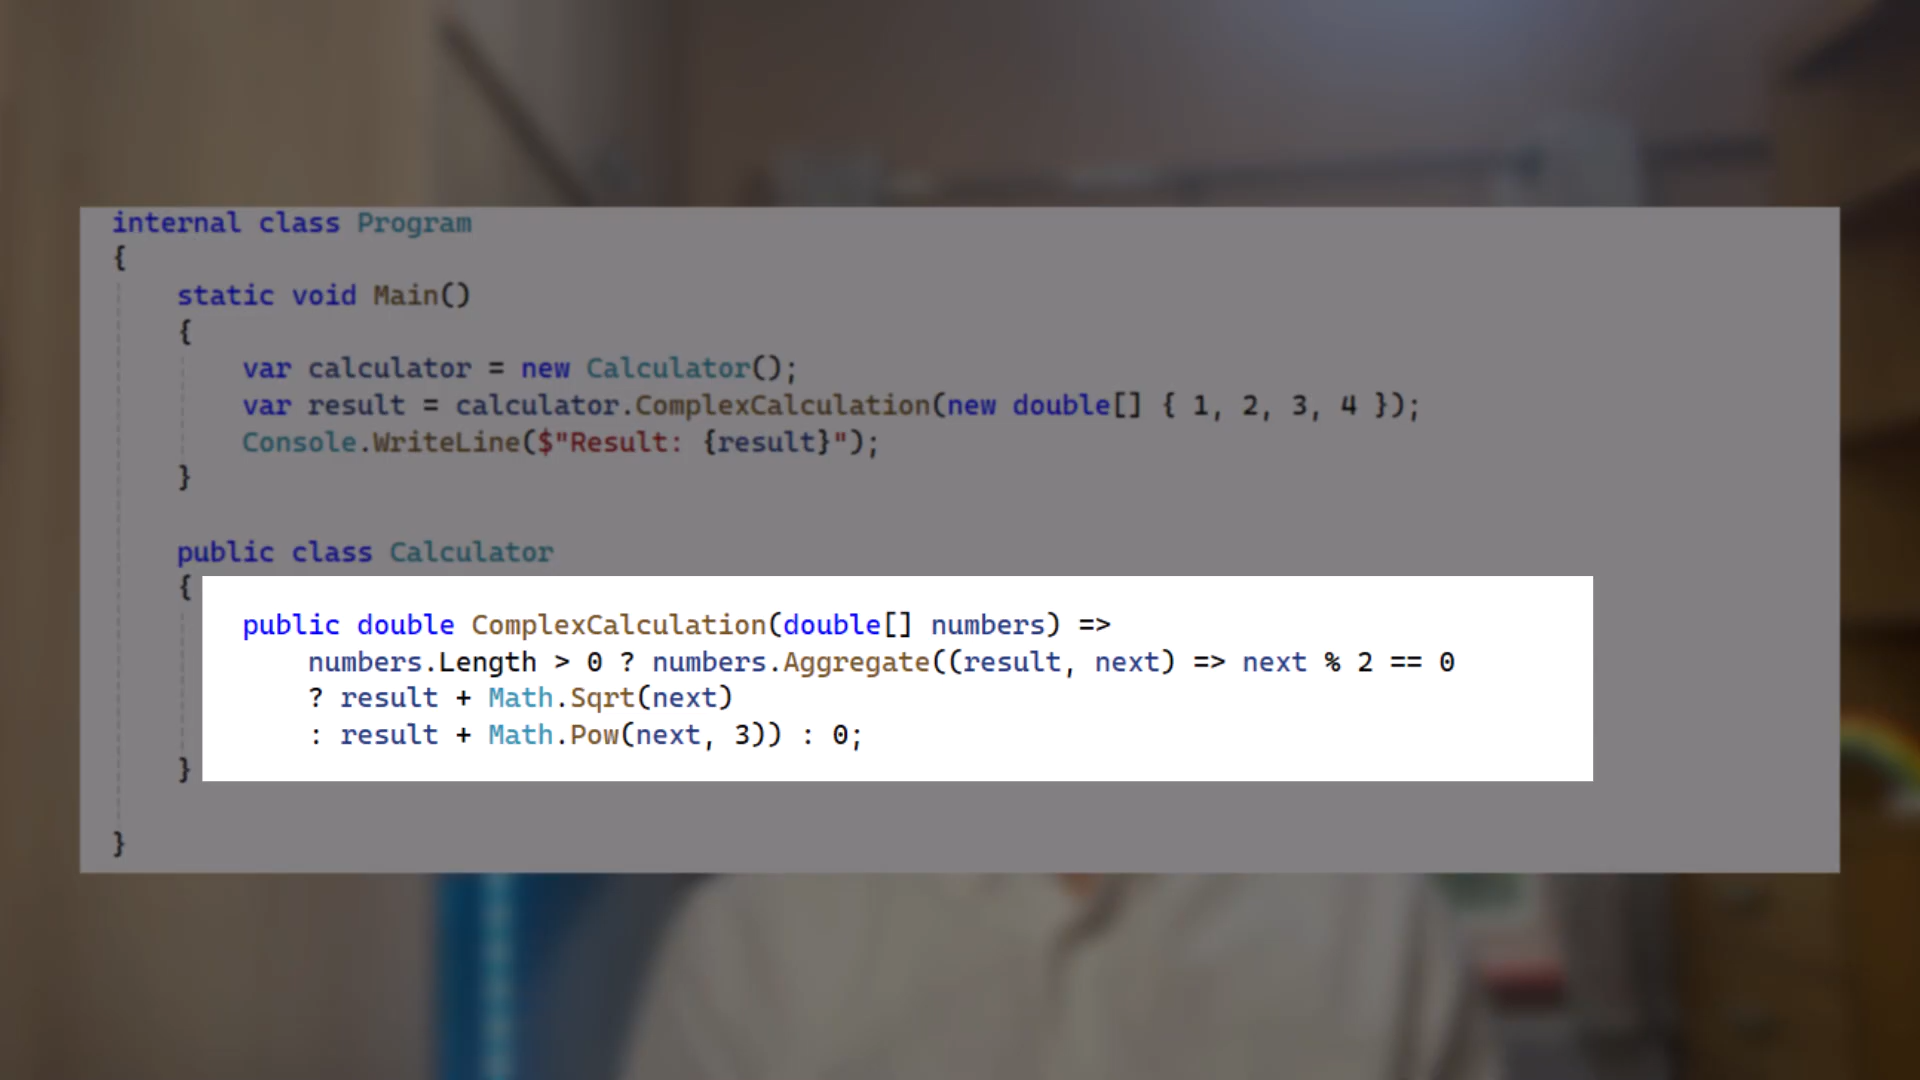 internal class Program
{
static void Main()
{
var calculator = new Calculator();
var result = calculator.ComplexCalculation(new double[] { 1, 2, 3, 4 });
Console.WriteLine($"Result: {result}");
}
public class Calculator
{
public double ComplexCalculation(double[] numbers) =>
numbers.Length > 0 ? numbers.Aggregate((result, next) => next % 2 == 0
? result + Math.Sqrt(next)
: result + Math.Pow(next, 3)) : 0;
}
}